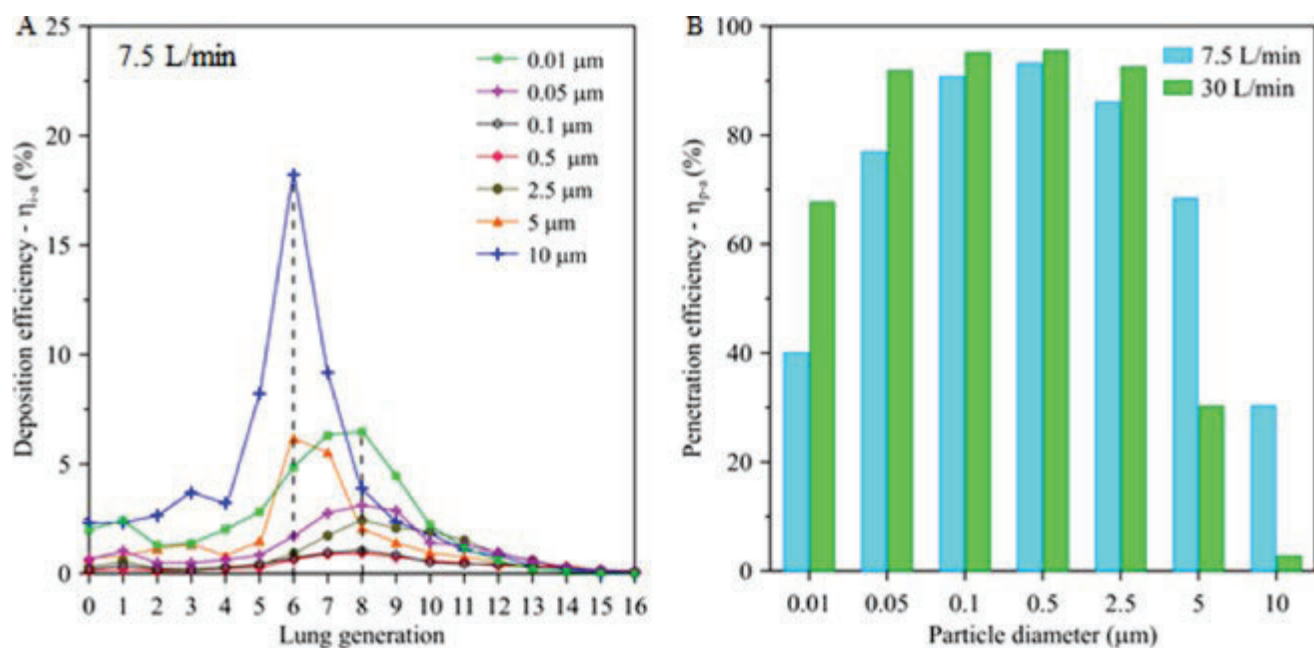 A
25
20
15
10
5
0
Deposition efficiency - ηi-a (%)
7.5 L/min
0.01 μm
0.05 μm
0.1 μm
0.5 μm
2.5 μm
5 μm
10 μm
0 1 2 3 4 5 6 7 8 9 10 11 12 13 14 15 16
Lung generation
B
100
80
60
40
20
0
Penetration efficiency - ηp-a (%)
7.5 L/min
30 L/min
0.01 0.05 0.1 0.5 2.5 5 10
Particle diameter (μm)